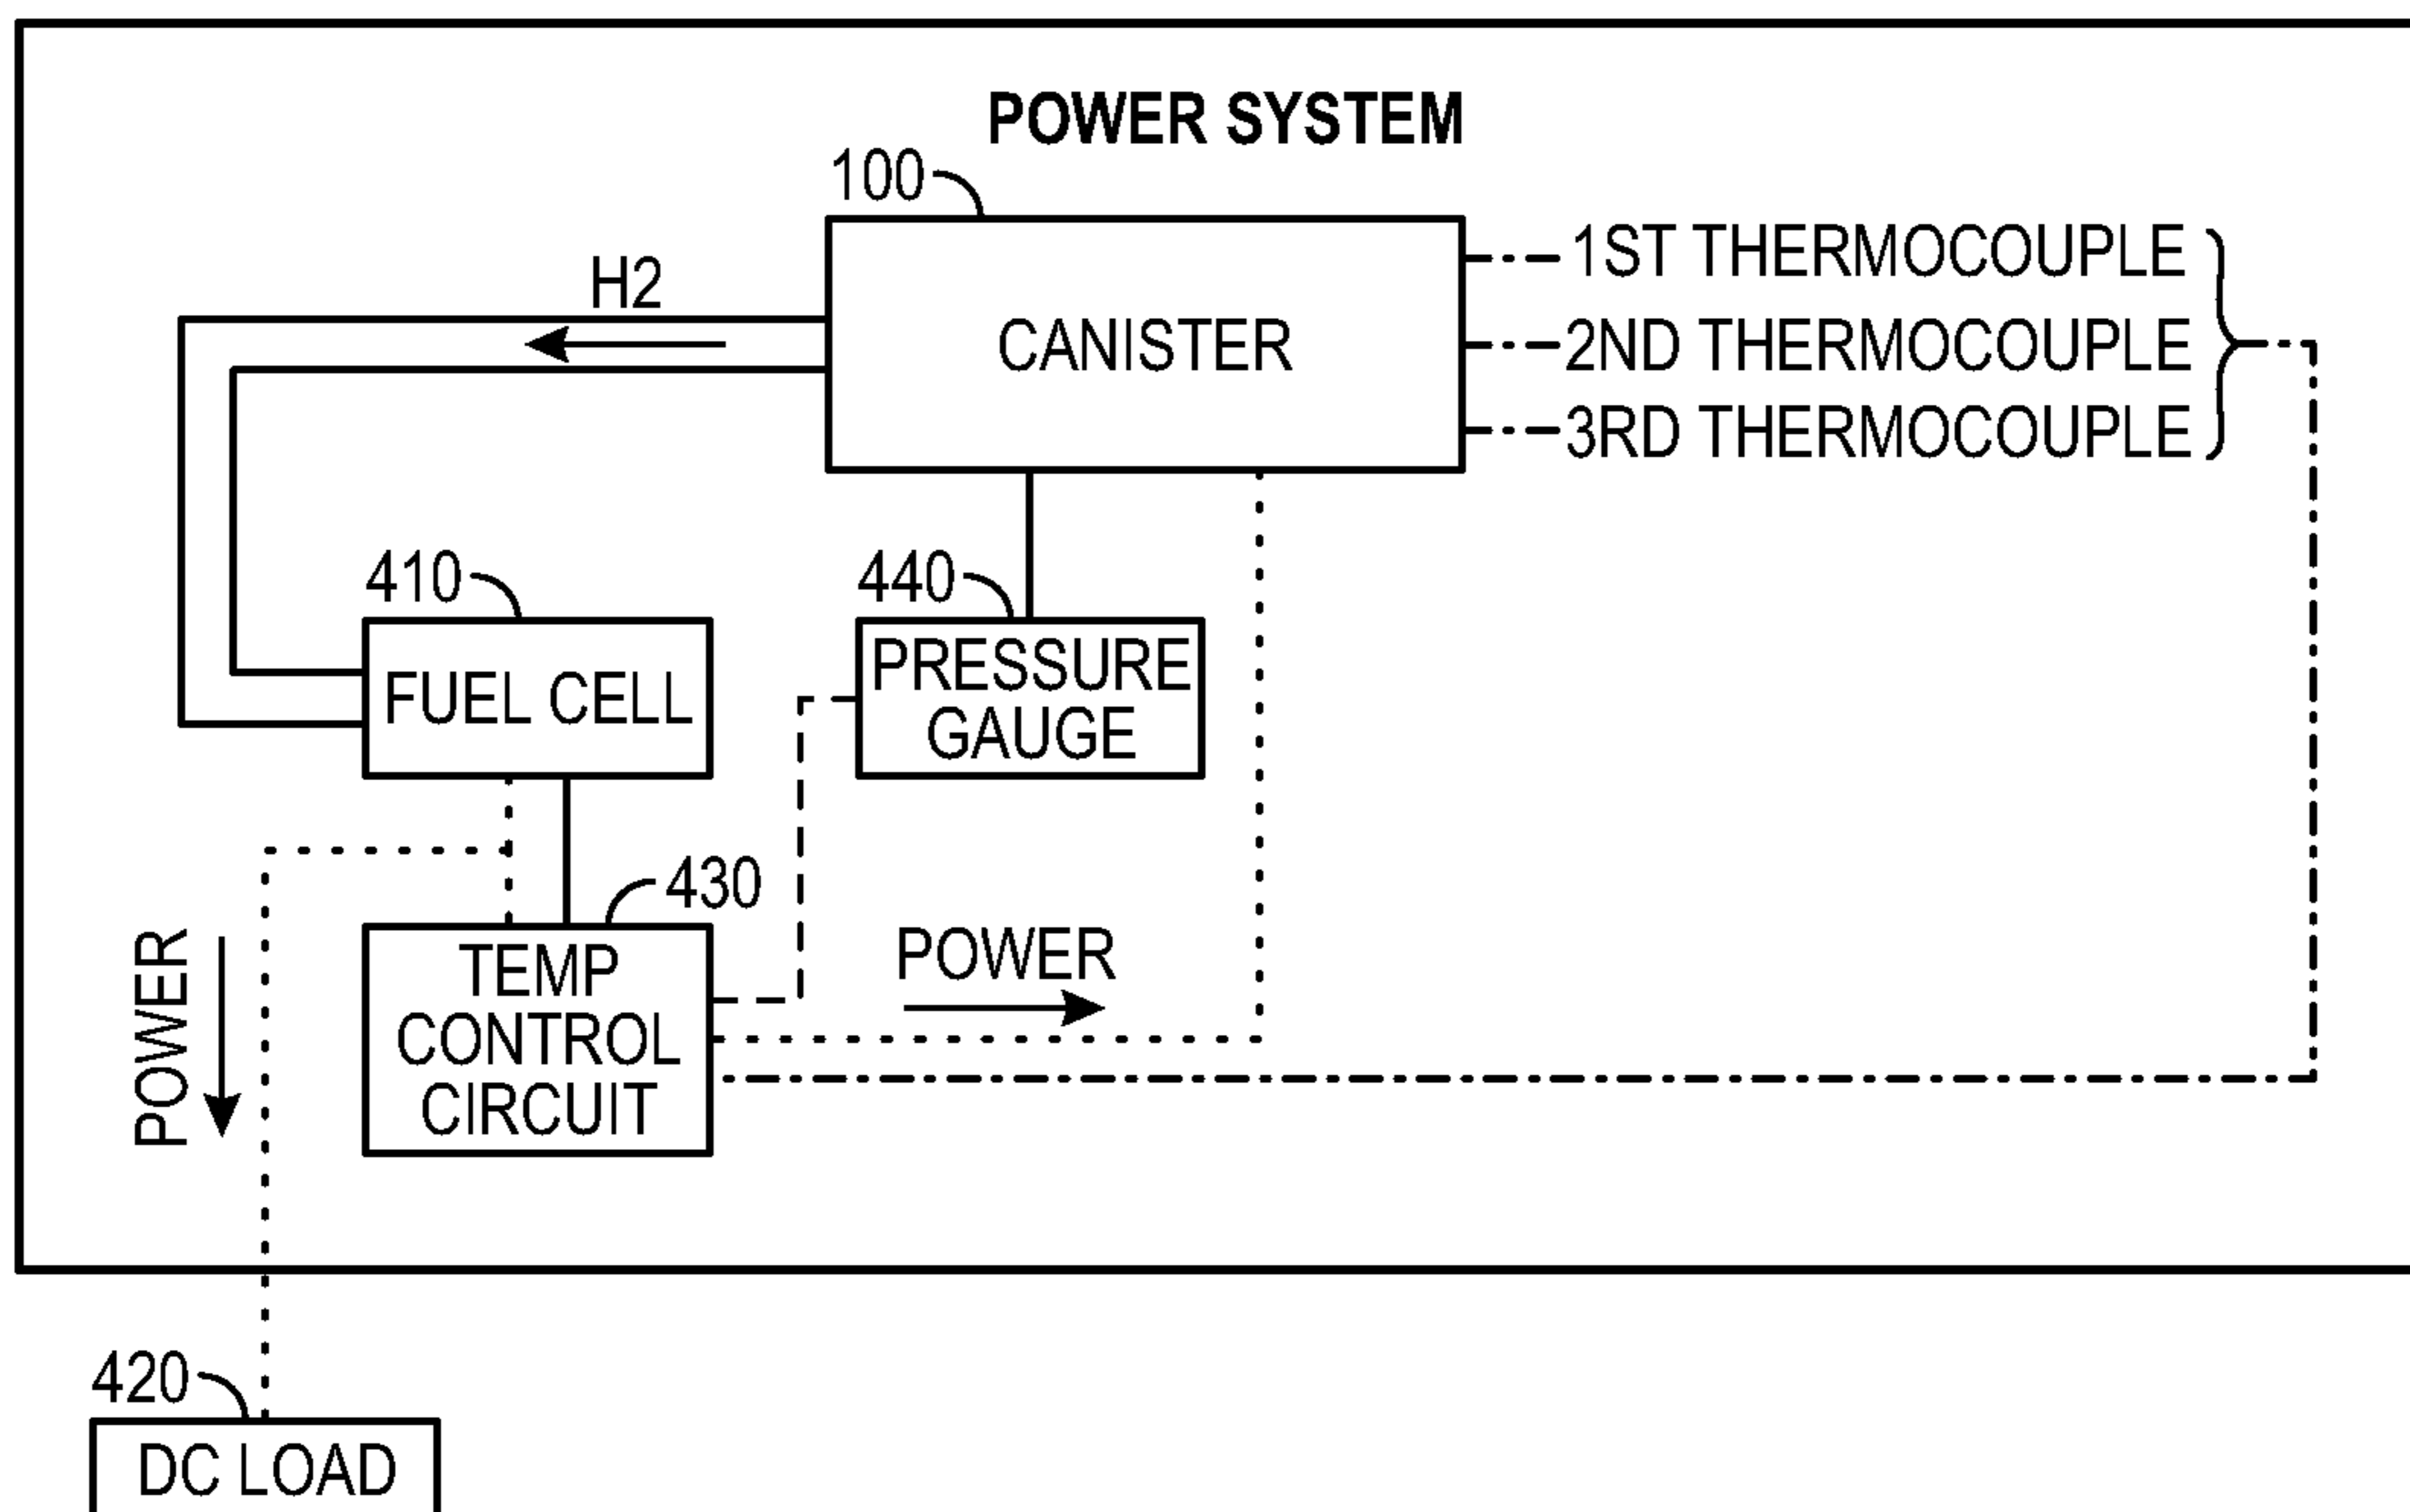 POWER SYSTEM
100
H2
CANISTER
1ST THERMOCOUPLE
2ND THERMOCOUPLE
3RD THERMOCOUPLE
410
FUEL CELL
440
PRESSURE
GAUGE
430
TEMP
CONTROL
CIRCUIT
POWER
POWER
420
DC LOAD